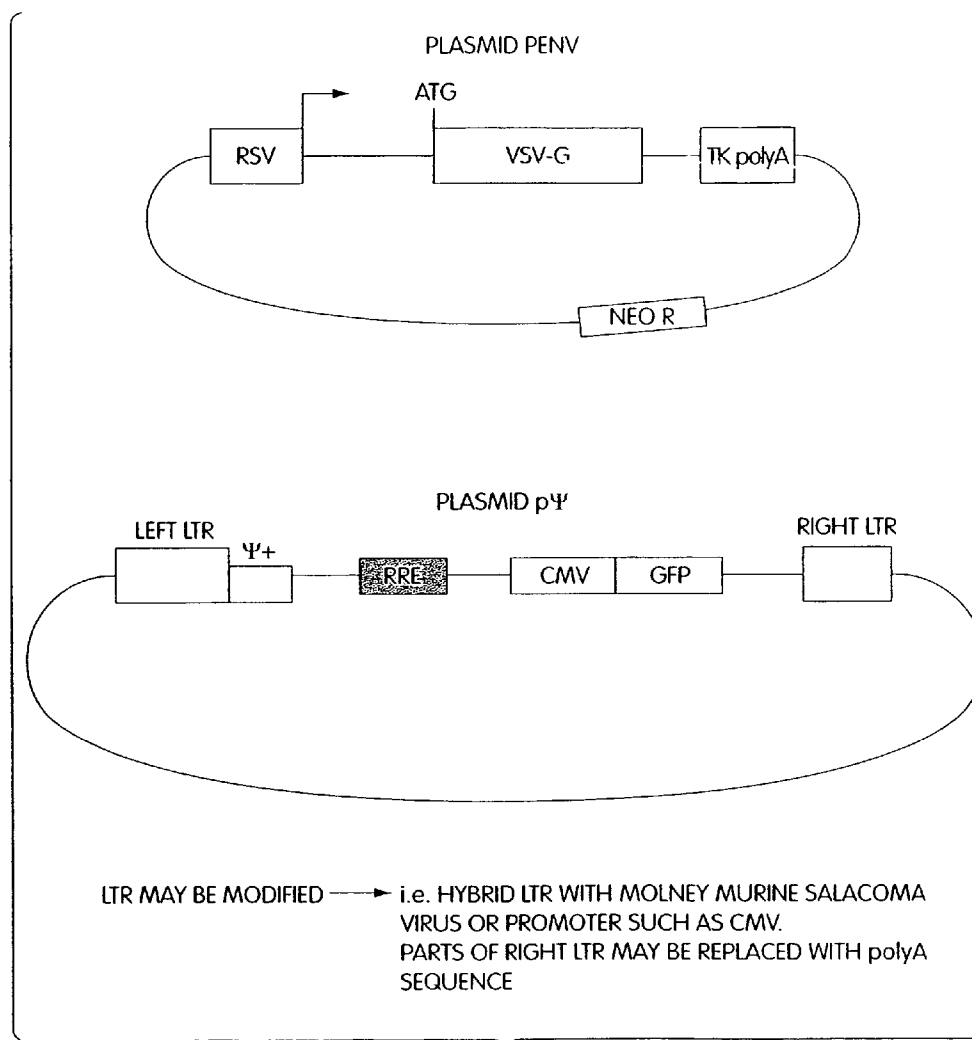 PLASMID PENV
ATG
RSV
VSV-G
TK polyA
NEO R
PLASMID pΨ
LEFT LTR
Ψ+
RIGHT LTR
RRE
CMV
GFP
LTR MAY BE MODIFIED → i.e. HYBRID LTR WITH MOLNEY MURINE SALACOMA
VIRUS OR PROMOTER SUCH AS CMV.
PARTS OF RIGHT LTR MAY BE REPLACED WITH polyA
SEQUENCE